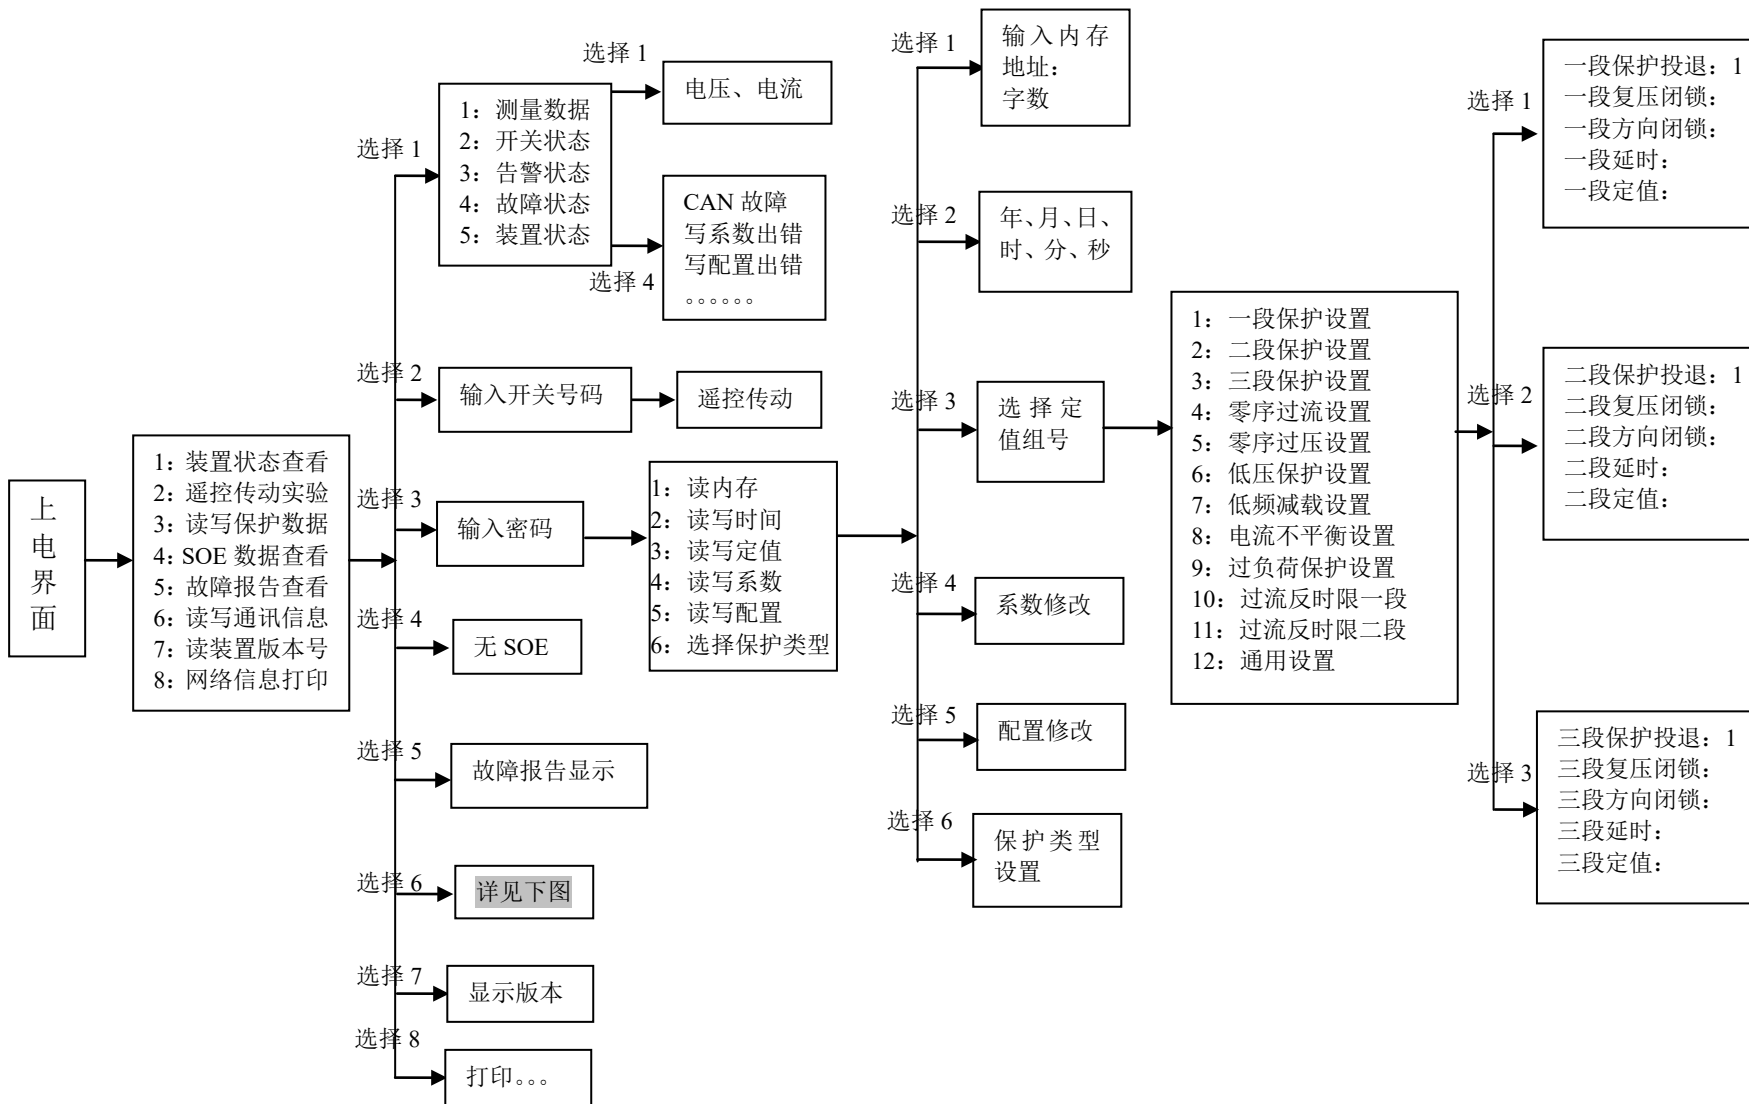 上
电
界
面
1：装置状态查看
2：遥控传动实验
3：读写保护数据
4：SOE 数据查看
5：故障报告查看
6：读写通讯信息
7：读装置版本号
8：网络信息打印
选择 1
1：测量数据
2：开关状态
3：告警状态
4：故障状态
5：装置状态
选择 1
电压、电流
选择 4
CAN 故障
写系数出错
写配置出错
。。。。。。
选择 2
输入开关号码
遥控传动
选择 3
输入密码
1：读内存
2：读写时间
3：读写定值
4：读写系数
5：读写配置
6：选择保护类型
选择 4
无 SOE
选择 5
故障报告显示
选择 6
详见下图
选择 7
显示版本
选择 8
打印。。。
选择 1
输入内存
地址：
字数
选择 2
年、月、日、
时、分、秒
选择 3
选择定
值组号
选择 4
系数修改
选择 5
配置修改
选择 6
保护类型
设置
1：一段保护设置
2：二段保护设置
3：三段保护设置
4：零序过流设置
5：零序过压设置
6：低压保护设置
7：低频减载设置
8：电流不平衡设置
9：过负荷保护设置
10：过流反时限一段
11：过流反时限二段
12：通用设置
选择 1
一段保护投退：1
一段复压闭锁：
一段方向闭锁：
一段延时：
一段定值：
选择 2
二段保护投退：1
二段复压闭锁：
二段方向闭锁：
二段延时：
二段定值：
选择 3
三段保护投退：1
三段复压闭锁：
三段方向闭锁：
三段延时：
三段定值：